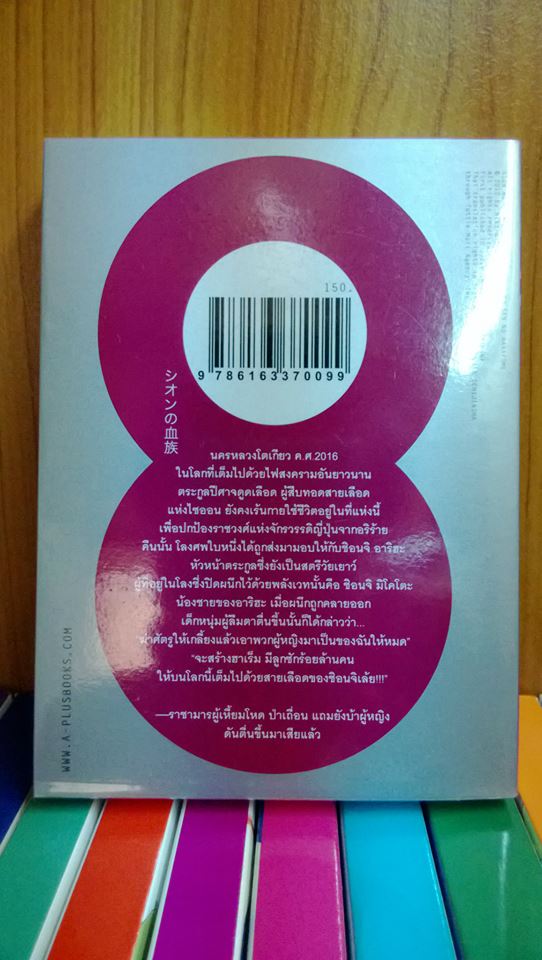 150.
9 786163 370099
シオンの血族
นครหลวงโตเกียว ค.ศ.2016
ในโลกที่เต็มไปด้วยไฟสงครามอันยาวนาน
ตระกูลปีศาจดูดเลือด ผู้สืบทอดสายเลือด
แห่งไซออน ยังคงเร้นกายใช้ชีวิตอยู่ในที่แห่งนี้
เพื่อปกป้องราชวงศ์แห่งจักรวรรดิญี่ปุ่นจากอริร้าย
คืนนั้น โลงศพใบหนึ่งได้ถูกส่งมามอบให้กับชิอนจิ อาริฮะ
หัวหน้าตระกูลซึ่งยังเป็นสตรีวัยเยาว์
ผู้ที่อยู่ในโลงซึ่งปิดผนึกไว้ด้วยพลังเวทนั้นคือ ชิอนจิ มิโคโตะ
น้องชายของอาริฮะ เมื่อผนึกถูกคลายออก
เด็กหนุ่มผู้ลืมตาตื่นขึ้นนั้นก็ได้กล่าวว่า...
"ฆ่าศัตรูให้เกลี้ยงแล้วเอาพวกผู้หญิงมาเป็นของฉันให้หมด"
"จะสร้างฮาเร็ม มีลูกซักร้อยล้านคน
ให้บนโลกนี้เต็มไปด้วยสายเลือดของชิอนจิเล้ย!!!"
—ราชามารผู้เหี้ยมโหด ป่าเถื่อน แถมยังบ้าผู้หญิง
ดันตื่นขึ้นมาเสียแล้ว
WWW.A-PLUSBOOKS.COM